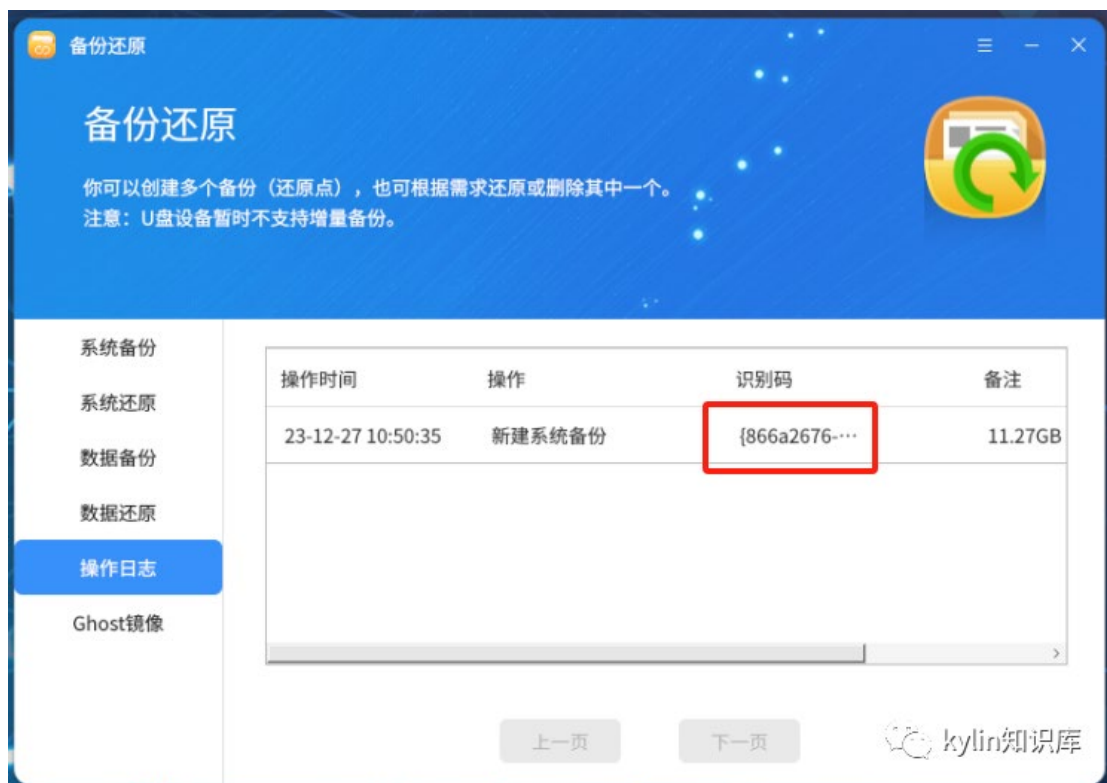 备份还原
备份还原
你可以创建多个备份（还原点），也可根据需求还原或删除其中一个。
注意：U盘设备暂时不支持增量备份。
系统备份
系统还原
数据备份
数据还原
操作日志
Ghost镜像
操作时间 操作 识别码 备注
23-12-27 10:50:35 新建系统备份 {866a2676-… 11.27GB
上一页 下一页
kylin知识库